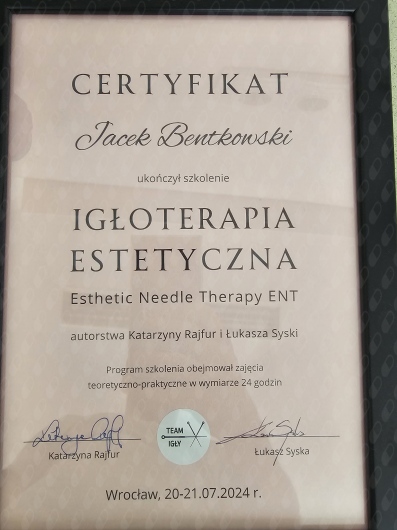 CERTYFIKAT
Jacek Bentkowski
ukończył szkolenie
IGŁOTERAPIA
ESTETYCZNA
Esthetic Needle Therapy ENT
autorstwa Katarzyny Rajfur i Łukasza Syski
Program szkolenia obejmował zajęcia
teoretyczno-praktyczne w wymiarze 24 godzin
TEAM
IGŁY
Katarzyna Rajfur
Łukasz Syska
Wrocław, 20-21.07.2024 r.